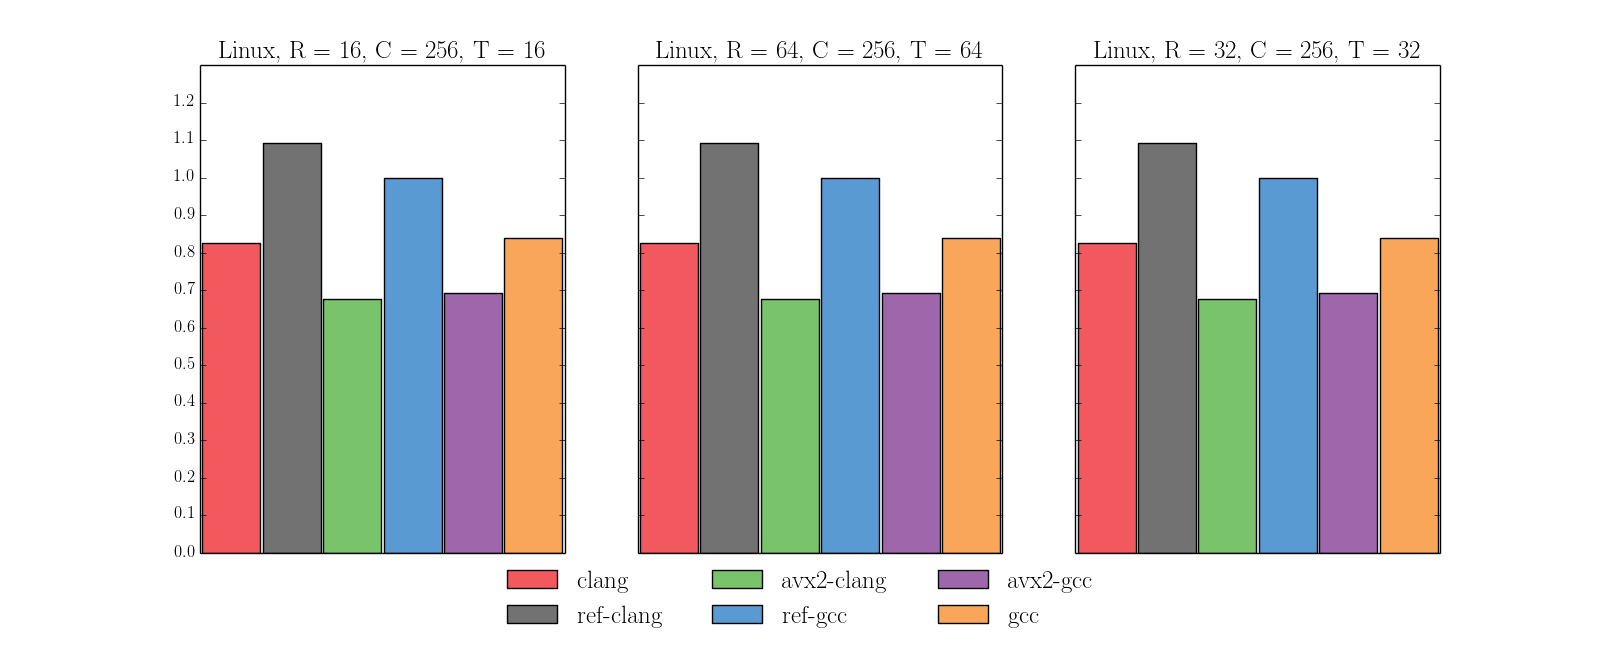 Linux, R = 16, C = 256, T = 16
Linux, R = 64, C = 256, T = 64
Linux, R = 32, C = 256, T = 32
1.2
1.1
1.0
0.9
0.8
0.7
0.6
0.5
0.4
0.3
0.2
0.1
0.0
clang
avx2-clang
avx2-gcc
ref-clang
ref-gcc
gcc